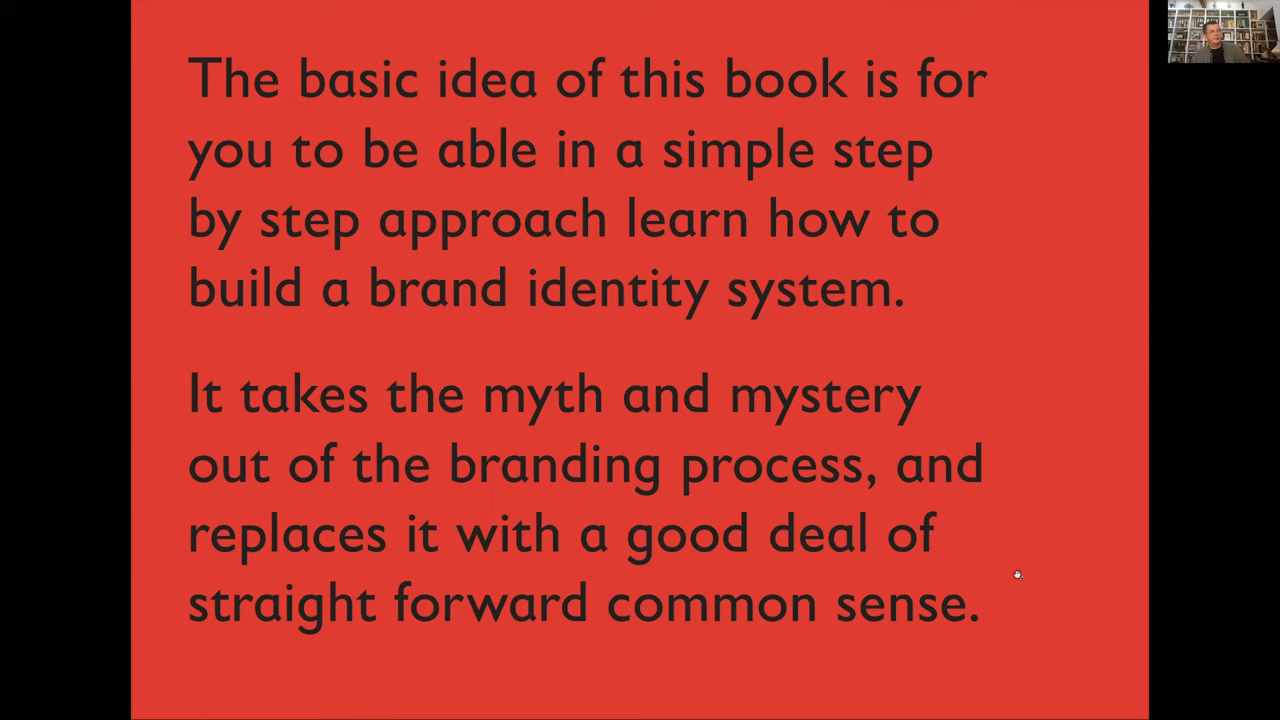 The basic idea of this book is for
you to be able in a simple step
by step approach learn how to
build a brand identity system.
It takes the myth and mystery
out of the branding process, and
replaces it with a good deal of
straight forward common sense.